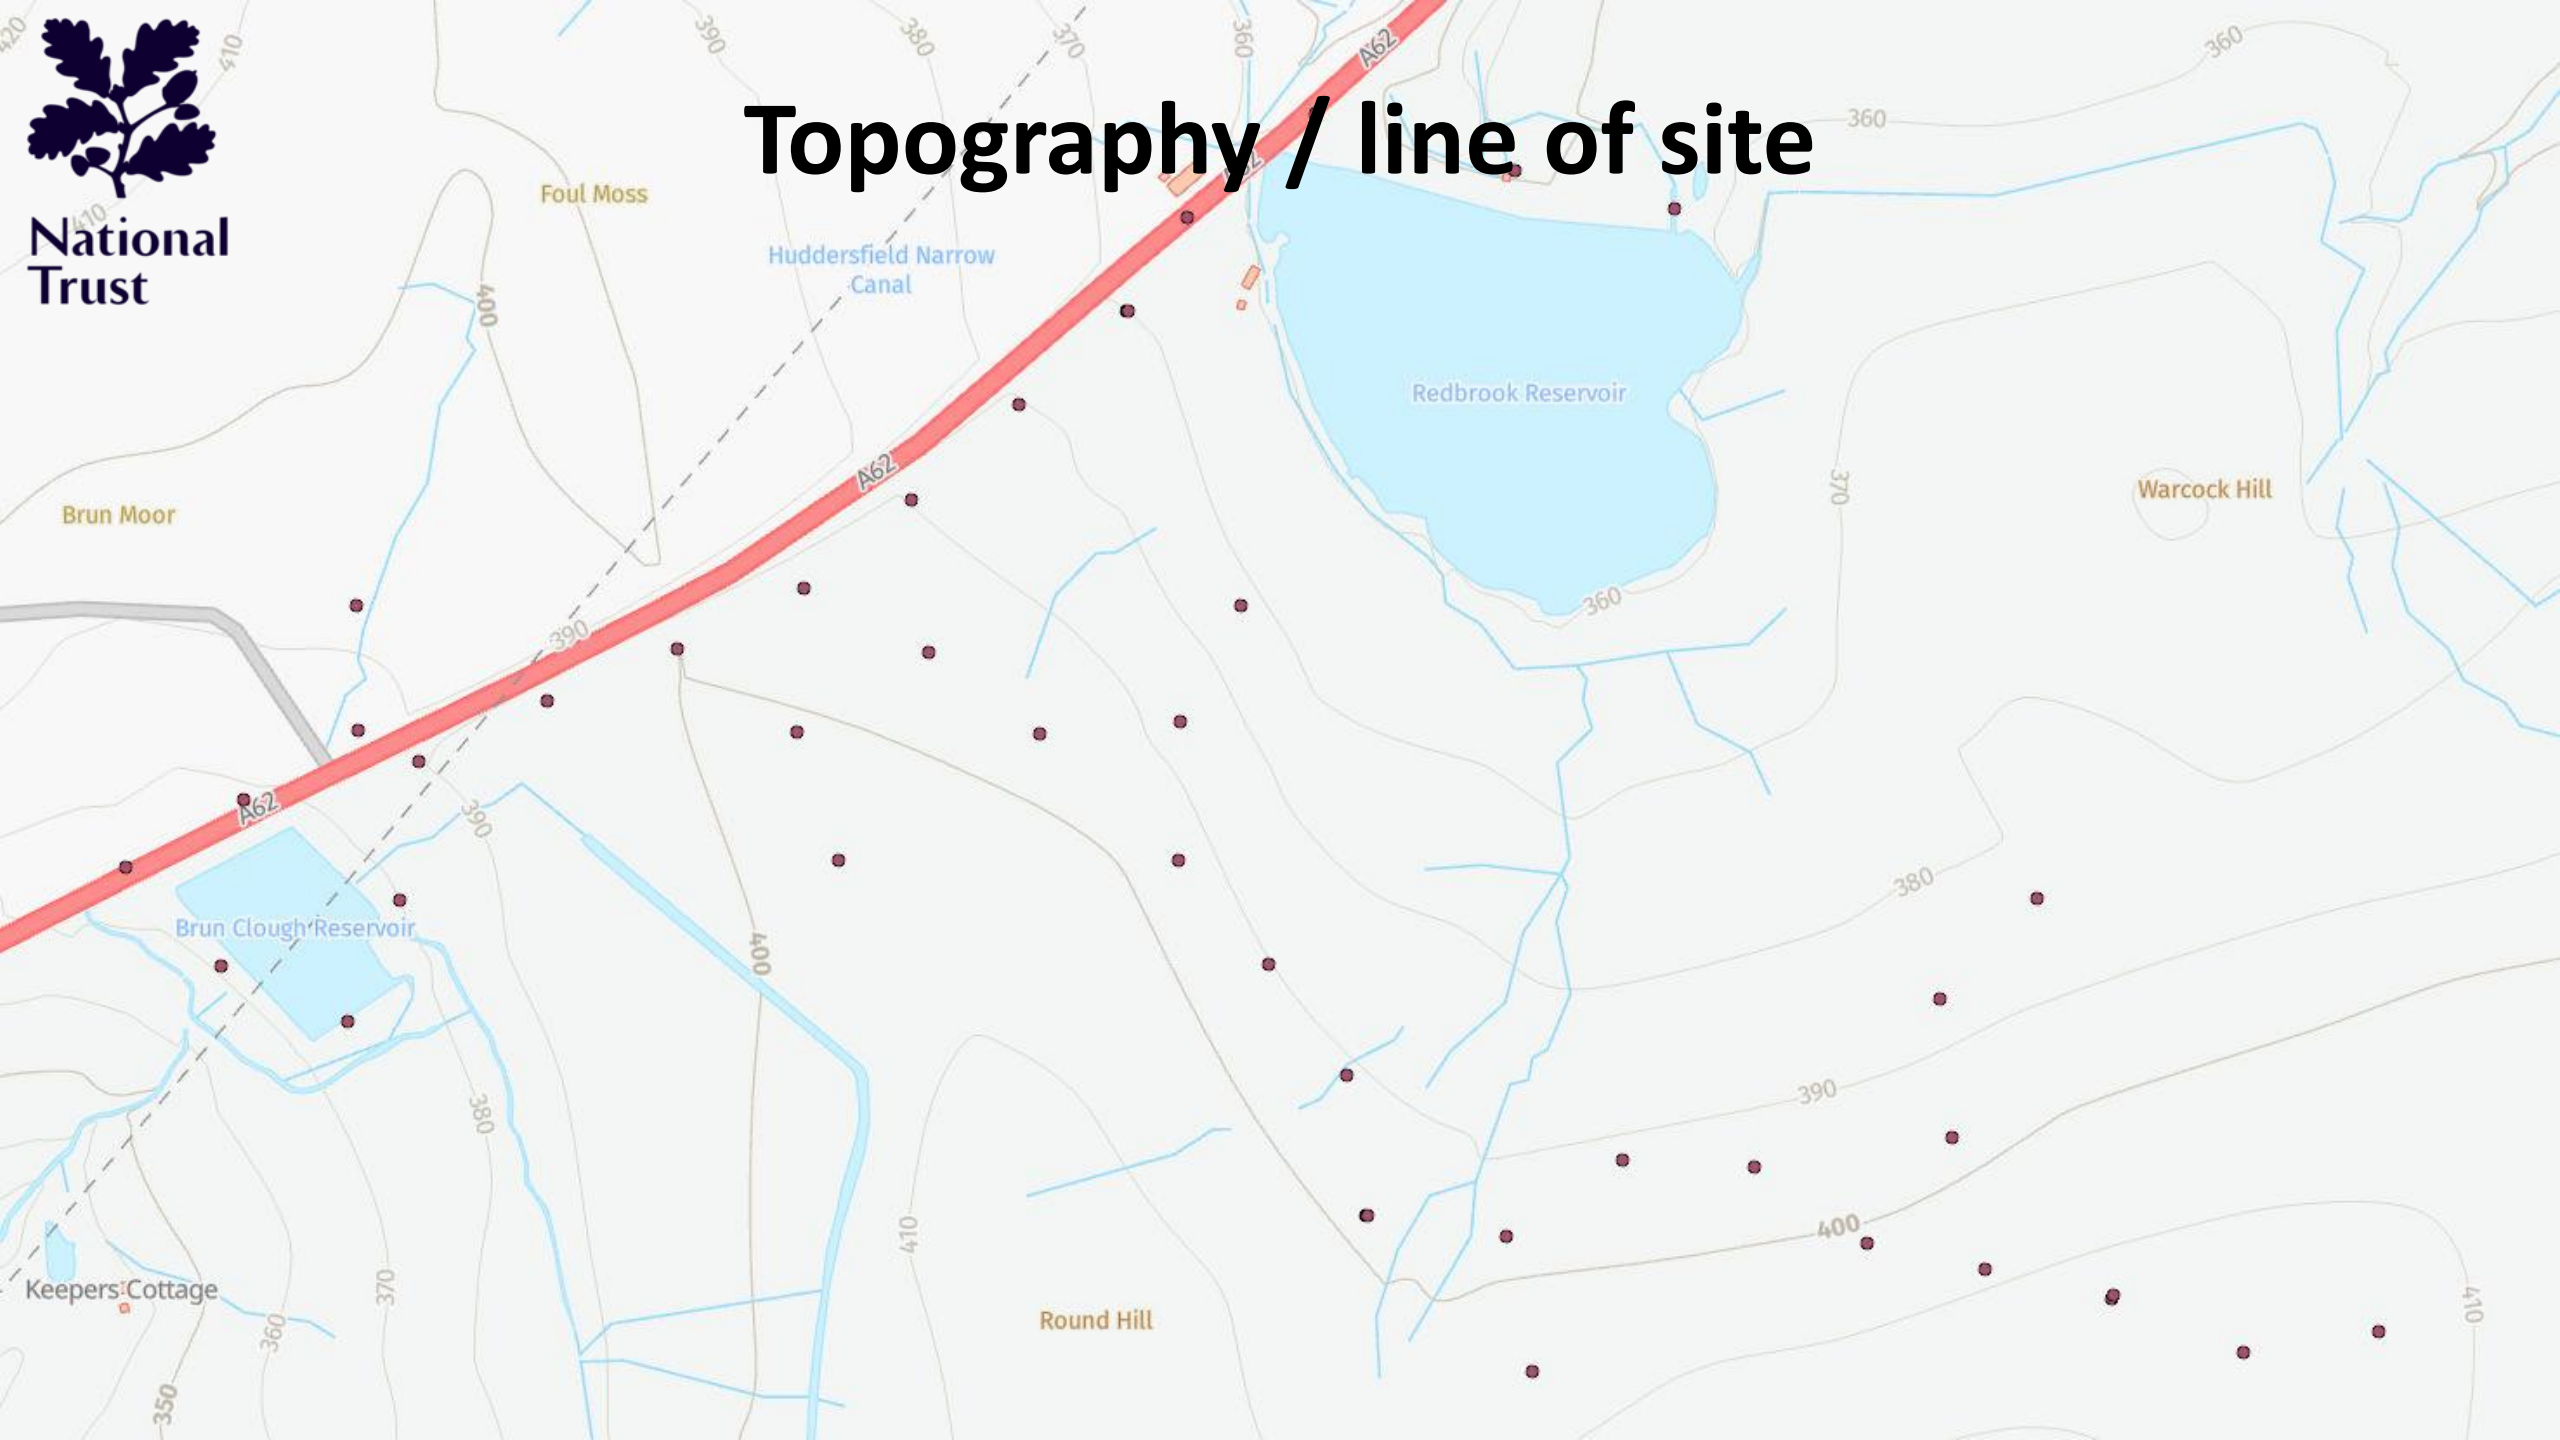 420
410
390
380
370
360
A62
360
Topography / line of site
360
A62
National
Trust
410
Foul Moss
Huddersfield Narrow
Canal
400
Redbrook Reservoir
A62
370
Warcock Hill
Brun Moor
360
390
A62
390
380
Brun Clough Reservoir
400
390
380
410
400
Keepers Cottage
370
360
Round Hill
410
350